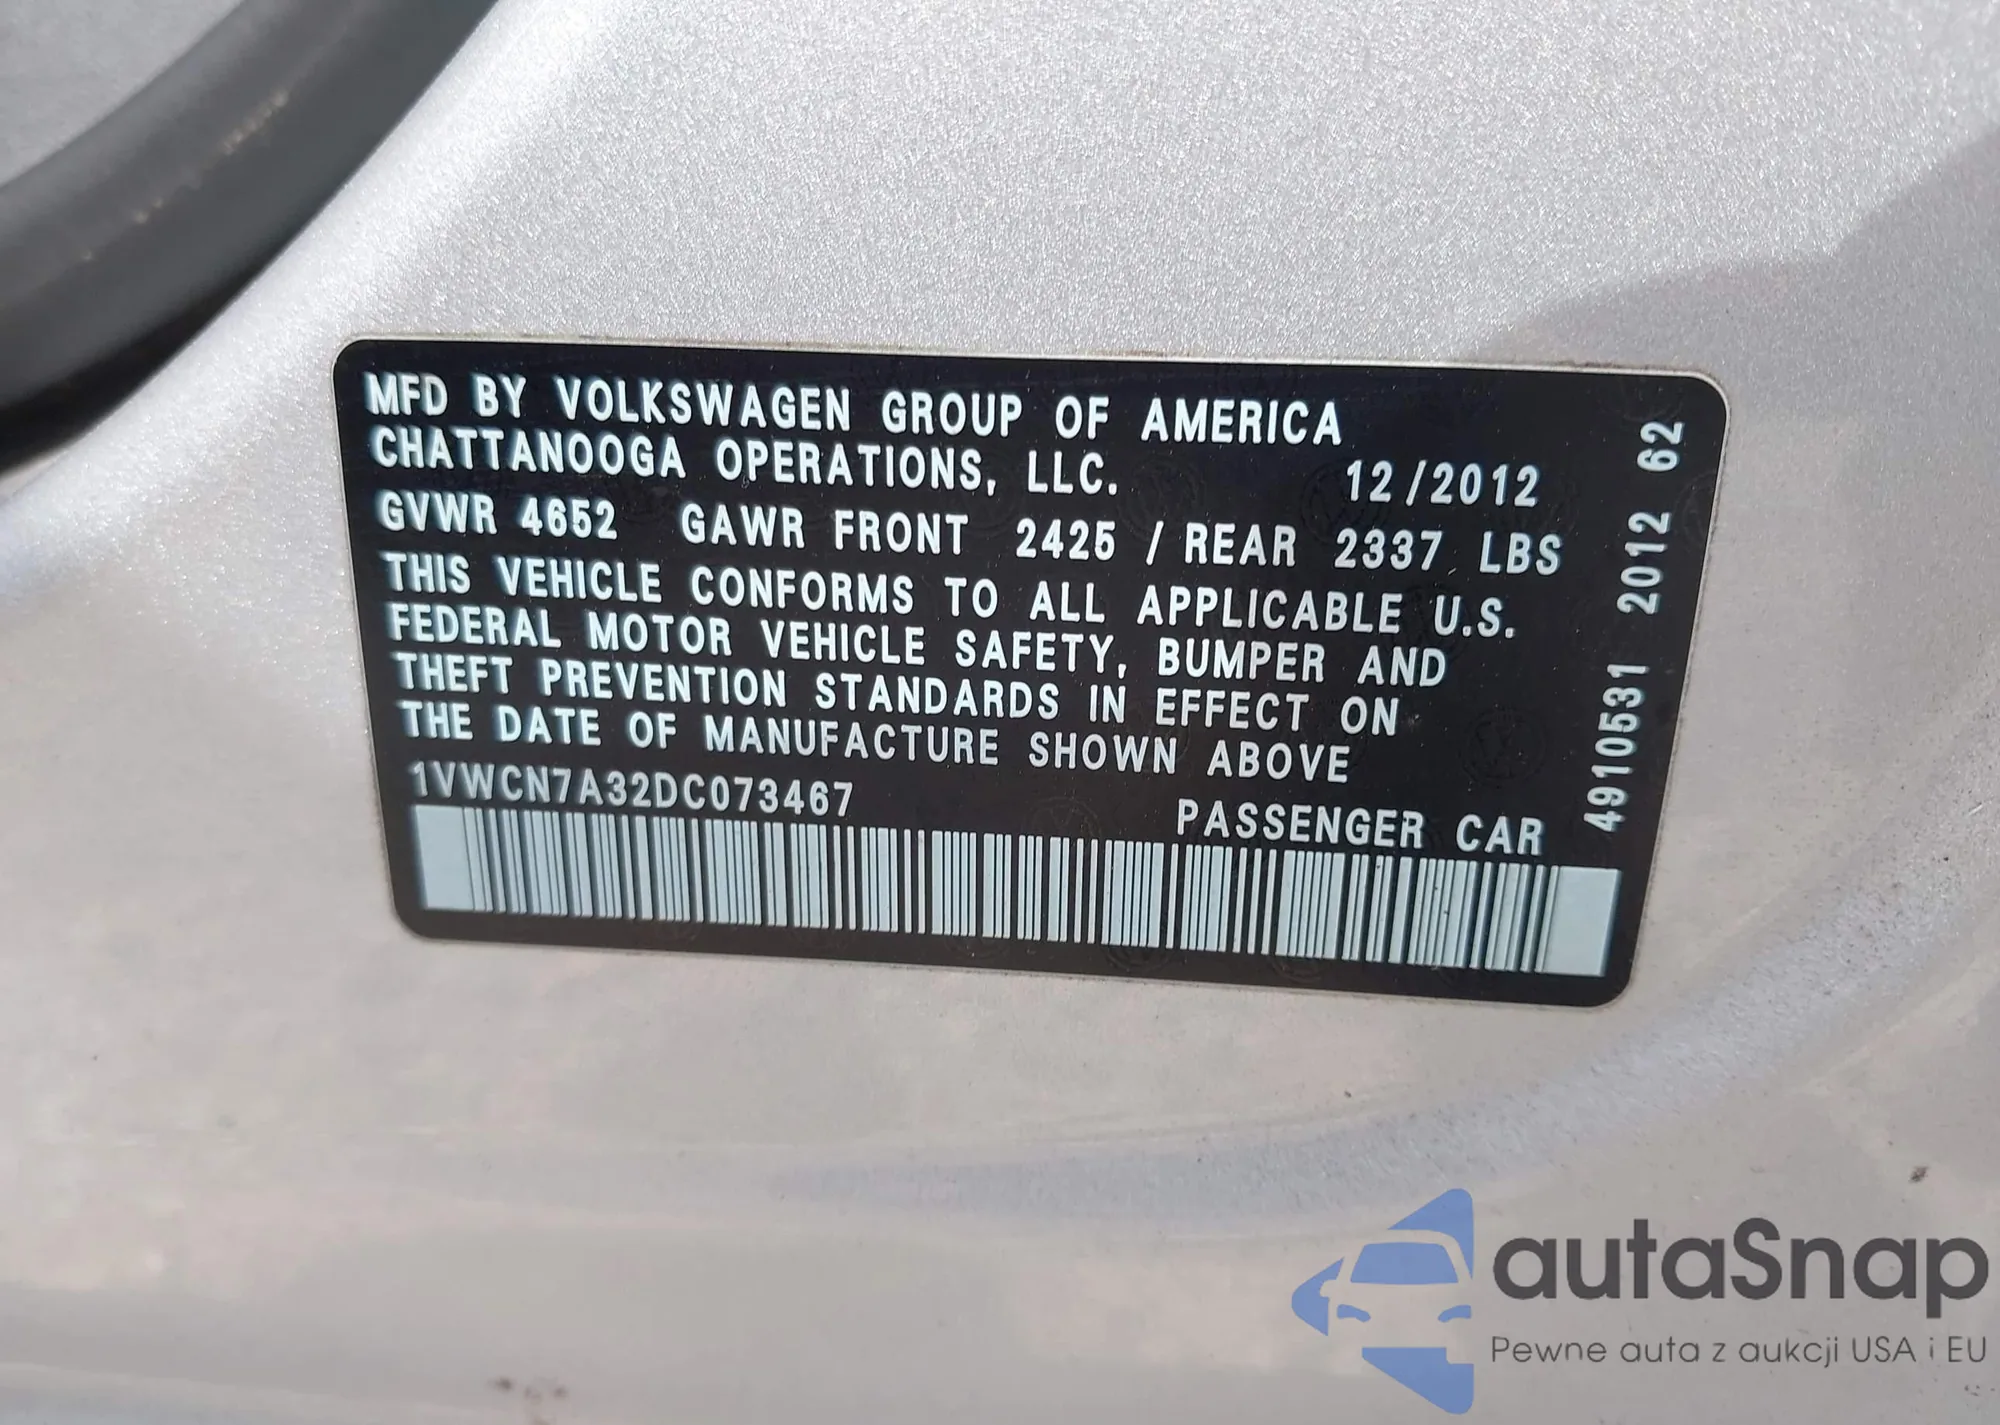 MFD BY VOLKSWAGEN GROUP OF AMERICA
CHATTANOOGA OPERATIONS, LLC. 12/2012
GVWR 4652 GAWR FRONT 2425 / REAR 2337 LBS
THIS VEHICLE CONFORMS TO ALL APPLICABLE U.S.
FEDERAL MOTOR VEHICLE SAFETY, BUMPER AND
THEFT PREVENTION STANDARDS IN EFFECT ON
THE DATE OF MANUFACTURE SHOWN ABOVE
1VWCN7A32DC073467
PASSENGER CAR
4910531 2012 62
autaSnap
Pewne auta z aukcji USA i EU